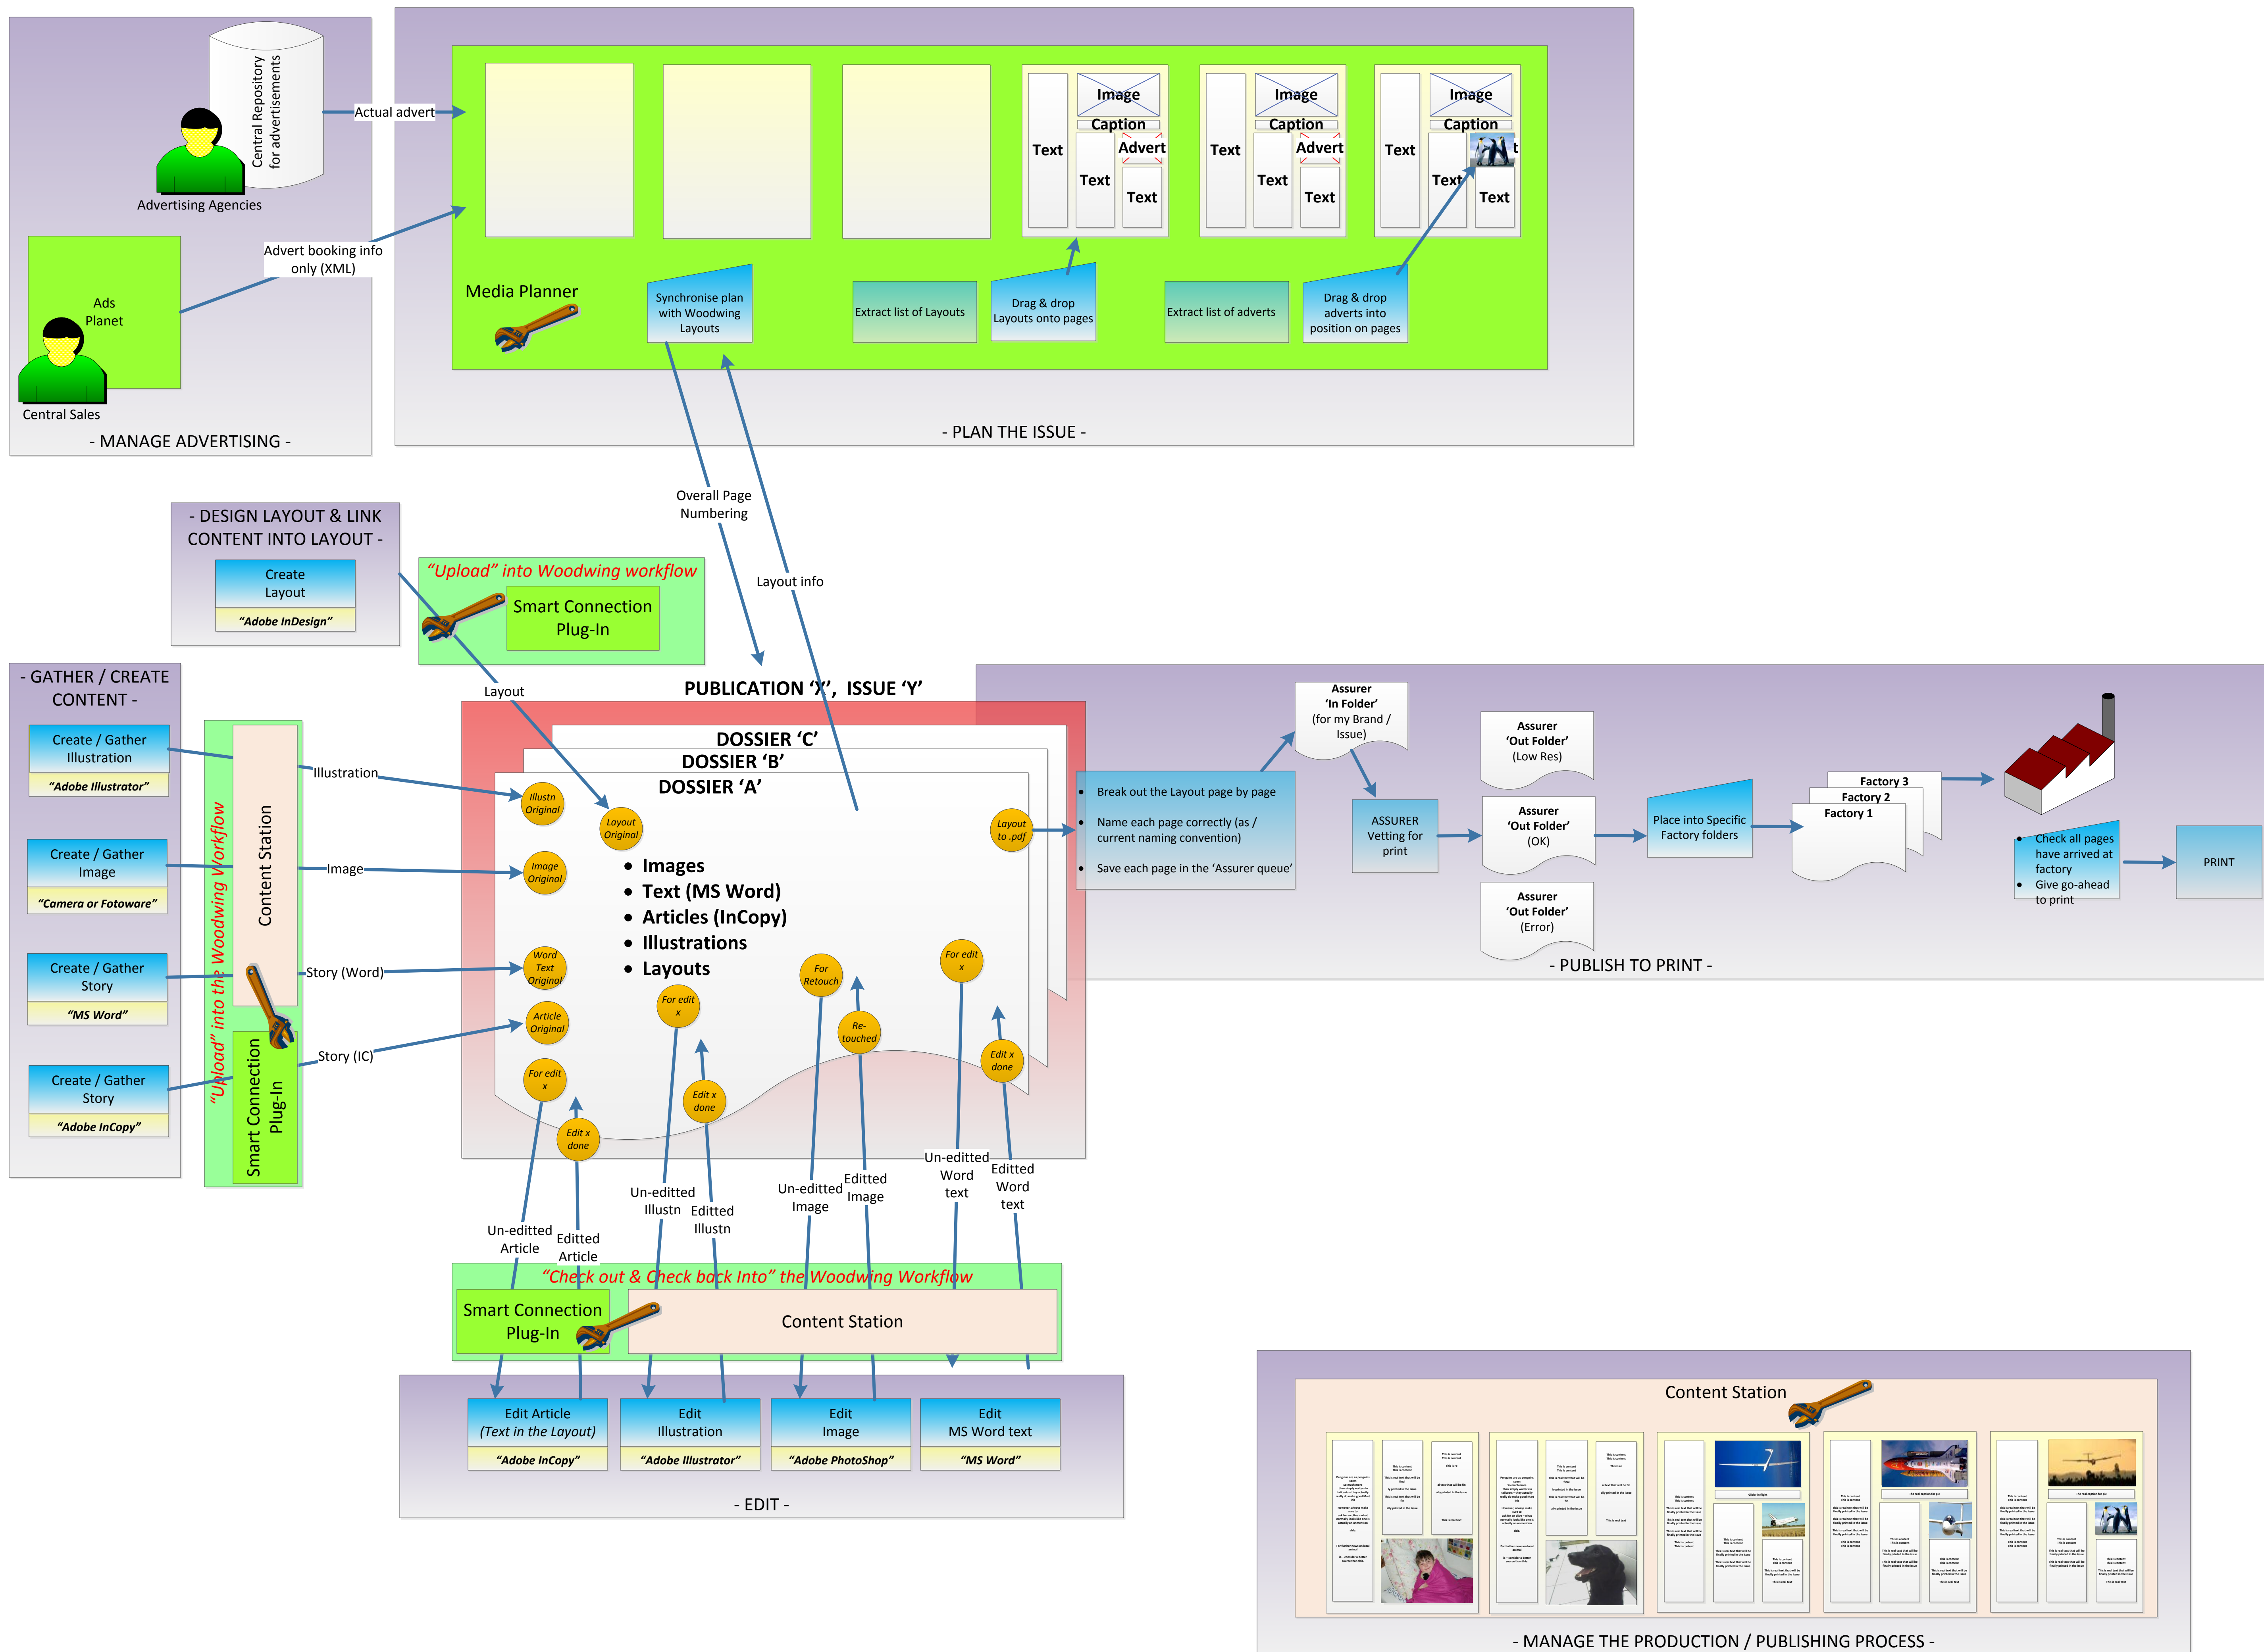 Central Repository
for advertisements
Advertising Agencies
Actual advert
Ads
Planet
Central Sales
Advert booking info
only (XML)
- MANAGE ADVERTISING -
Image
Caption
Text
Advert
Text
Text
Image
Caption
Text
Advert
Text
Text
Image
Caption
Text
Text
Text
Media Planner
Synchronise plan
with Woodwing
Layouts
Extract list of Layouts
Drag & drop
Layouts onto pages
Extract list of adverts
Drag & drop
adverts into
position on pages
- PLAN THE ISSUE -
Overall Page
Numbering
Layout info
- DESIGN LAYOUT & LINK
CONTENT INTO LAYOUT -
Create
Layout
“Adobe InDesign”
“Upload” into Woodwing workflow
Smart Connection
Plug-In
Layout
- GATHER / CREATE
CONTENT -
Create / Gather
Illustration
“Adobe Illustrator”
Create / Gather
Image
“Camera or Fotoware”
Create / Gather
Story
“MS Word”
Create / Gather
Story
“Adobe InCopy”
“Upload” into the Woodwing Workflow
Content Station
Smart Connection
Plug-In
Illustration
Image
Story (Word)
Story (IC)
PUBLICATION ‘X’, ISSUE ‘Y’
DOSSIER ‘C’
DOSSIER ‘B’
DOSSIER ‘A’
Illustn
Original
Layout
Original
Image
Original
Word
Text
Original
Article
Original
For edit
x
Edit x
done
For edit
x
Edit x
done
For
Retouch
Re-
touched
For edit
x
Edit x
done
Layout
to .pdf
• Images
• Text (MS Word)
• Articles (InCopy)
• Illustrations
• Layouts
• Break out the Layout page by page
• Name each page correctly (as /
current naming convention)
• Save each page in the ‘Assurer queue’
Assurer
‘In Folder’
(for my Brand /
Issue)
ASSURER
Vetting for
print
Assurer
‘Out Folder’
(Low Res)
Assurer
‘Out Folder’
(OK)
Assurer
‘Out Folder’
(Error)
Place into Specific
Factory folders
Factory 3
Factory 2
Factory 1
• Check all pages
have arrived at
factory
• Give go-ahead
to print
PRINT
- PUBLISH TO PRINT -
Un-editted
Article
Editted
Article
Un-editted
Illustn
Editted
Illustn
Un-editted
Image
Editted
Image
Un-editted
Word
text
Editted
Word
text
“Check out & Check back Into” the Woodwing Workflow
Smart Connection
Plug-In
Content Station
Edit Article
(Text in the Layout)
“Adobe InCopy”
Edit
Illustration
“Adobe Illustrator”
Edit
Image
“Adobe PhotoShop”
Edit
MS Word text
“MS Word”
- EDIT -
Content Station
Glider in flight
The real caption for pic
The real caption for pic
- MANAGE THE PRODUCTION / PUBLISHING PROCESS -